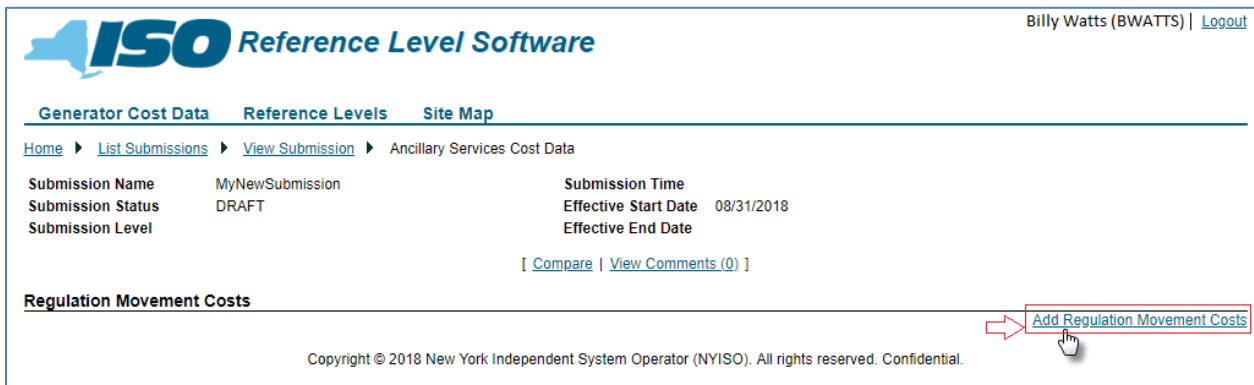 Billy Watts (BWATTS) | Logout
ISO Reference Level Software
Generator Cost Data Reference Levels Site Map
Home List Submissions View Submission Ancillary Services Cost Data
Submission Name MyNewSubmission Submission Time
Submission Status DRAFT Effective Start Date 08/31/2018
Submission Level Effective End Date
[ Compare | View Comments (0) ]
Regulation Movement Costs
Add Regulation Movement Costs
Copyright © 2018 New York Independent System Operator (NYISO). All rights reserved. Confidential.